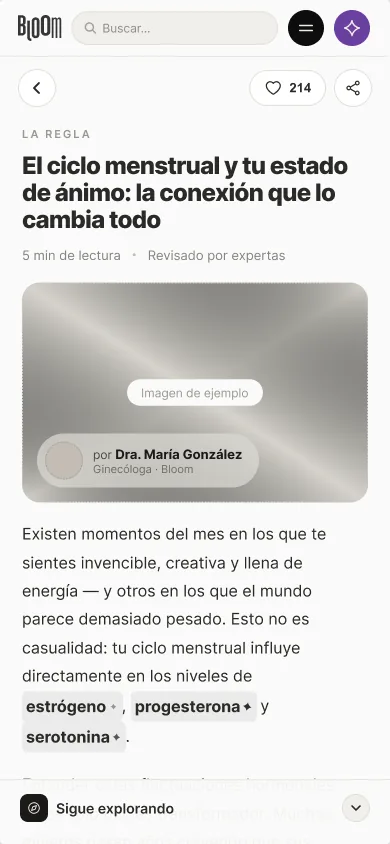 BLOOM
Buscar...
214
LA REGLA
El ciclo menstrual y tu estado
de ánimo: la conexión que lo
cambia todo
5 min de lectura • Revisado por expertas
Imagen de ejemplo
por Dra. María González
Ginecóloga · Bloom
Existen momentos del mes en los que te
sientes invencible, creativa y llena de
energía — y otros en los que el mundo
parece demasiado pesado. Esto no es
casualidad: tu ciclo menstrual influye
directamente en los niveles de
estrógeno, progesterona y
serotonina.
Sigue explorando